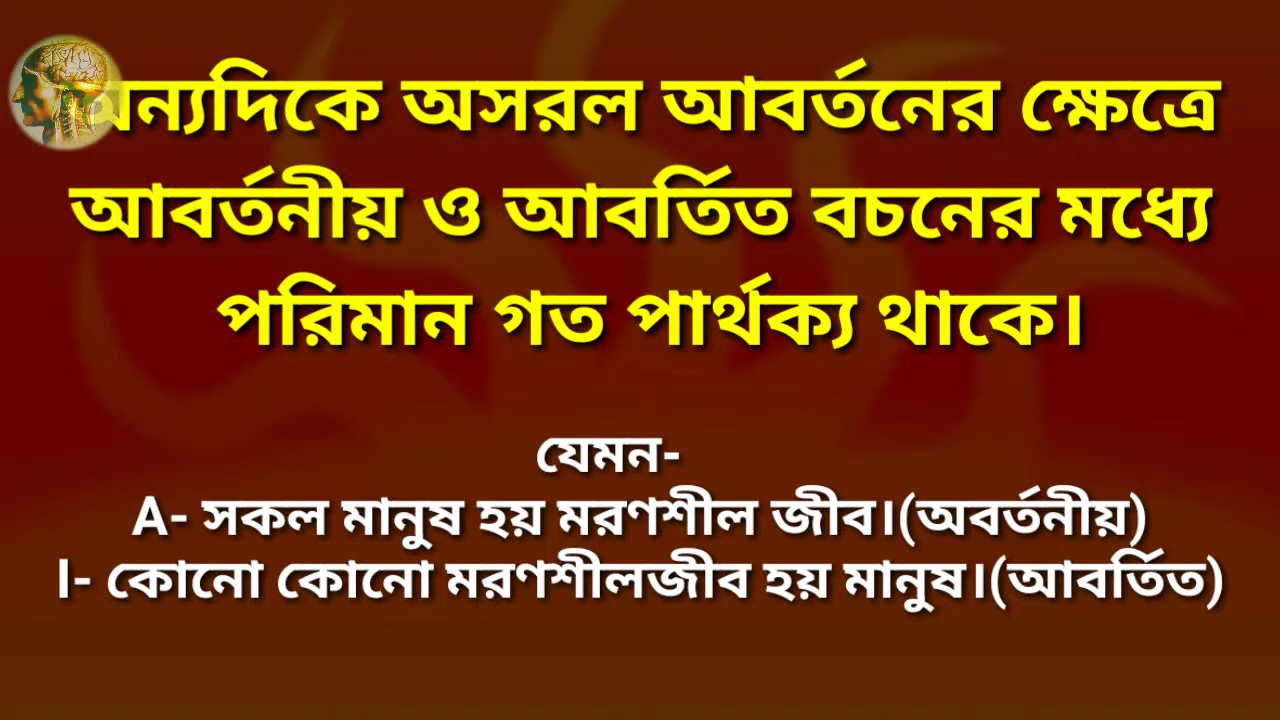 অন্যদিকে অসরল আবর্তনের ক্ষেত্রে
আবর্তনীয় ও আবর্তিত বচনের মধ্যে
পরিমান গত পার্থক্য থাকে।
যেমন-
A- সকল মানুষ হয় মরণশীল জীব।(অবর্তনীয়)
I- কোনো কোনো মরণশীলজীব হয় মানুষ।(আবর্তিত)